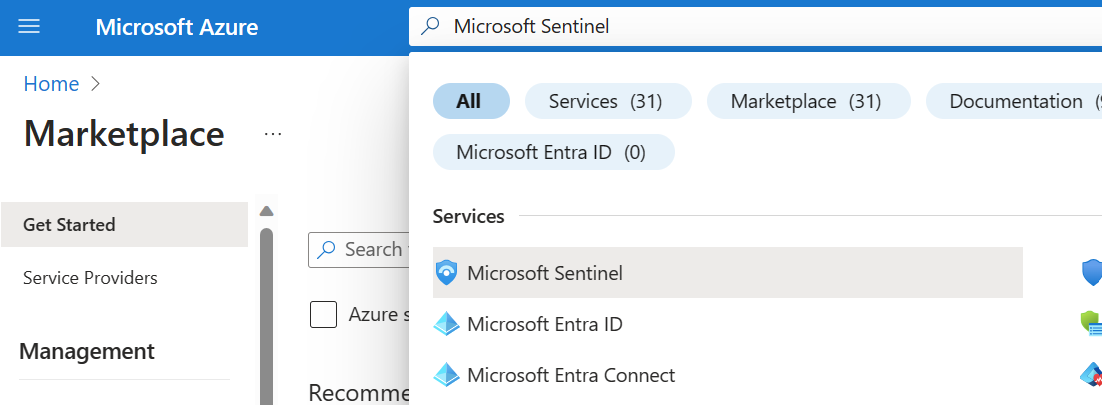 Microsoft Azure
Microsoft Sentinel
Home
All
Services (31)
Marketplace (31)
Documentation
Marketplace
...
Microsoft Entra ID (0)
Services
Get Started
Search
Microsoft Sentinel
Service Providers
Azure
Microsoft Entra ID
Management
Microsoft Entra Connect
Recomme